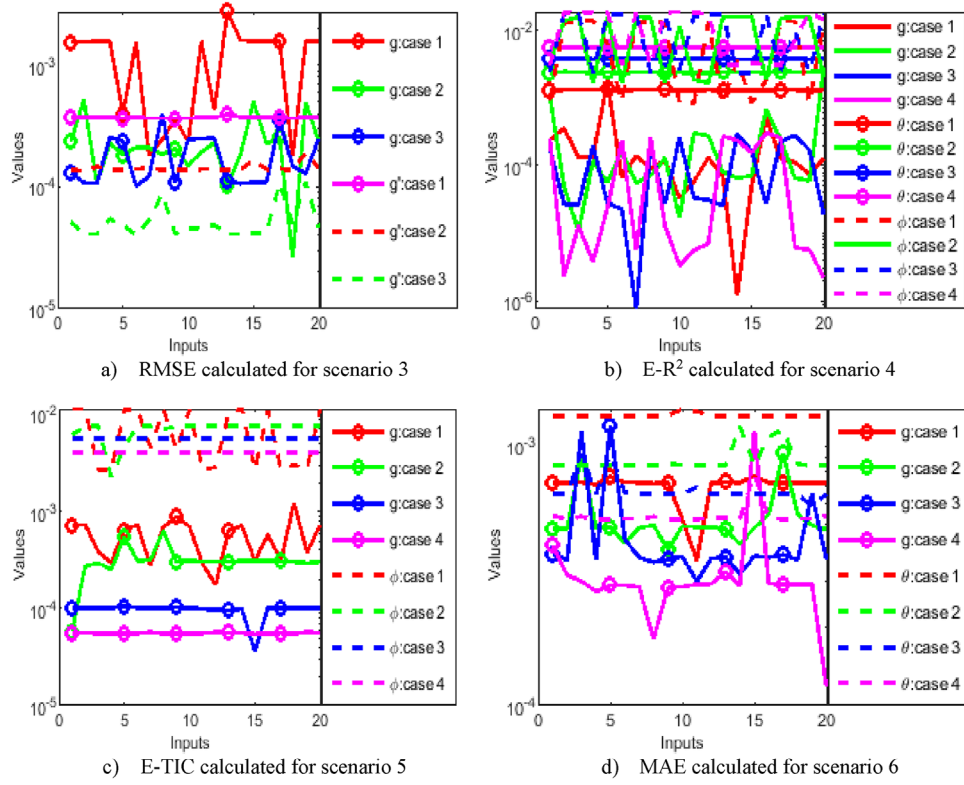 Values
10⁻³
10⁻⁴
10⁻⁵
0
5
10
15
20
Inputs
g:case 1
g:case 2
g:case 3
g':case 1
g':case 2
g':case 3
a) RMSE calculated for scenario 3
Values
10⁻²
10⁻⁴
10⁻⁶
0
5
10
15
20
Inputs
g:case 1
g:case 2
g:case 3
g:case 4
θ:case 1
θ:case 2
θ:case 3
θ:case 4
ϕ:case 1
ϕ:case 2
ϕ:case 3
ϕ:case 4
b) E-R² calculated for scenario 4
Values
10⁻²
10⁻³
10⁻⁴
10⁻⁵
0
5
10
15
20
Inputs
g:case 1
g:case 2
g:case 3
g:case 4
ϕ:case 1
ϕ:case 2
ϕ:case 3
ϕ:case 4
c) E-TIC calculated for scenario 5
Values
10⁻³
10⁻⁴
0
5
10
15
20
Inputs
g:case 1
g:case 2
g:case 3
g:case 4
θ:case 1
θ:case 2
θ:case 3
θ:case 4
d) MAE calculated for scenario 6